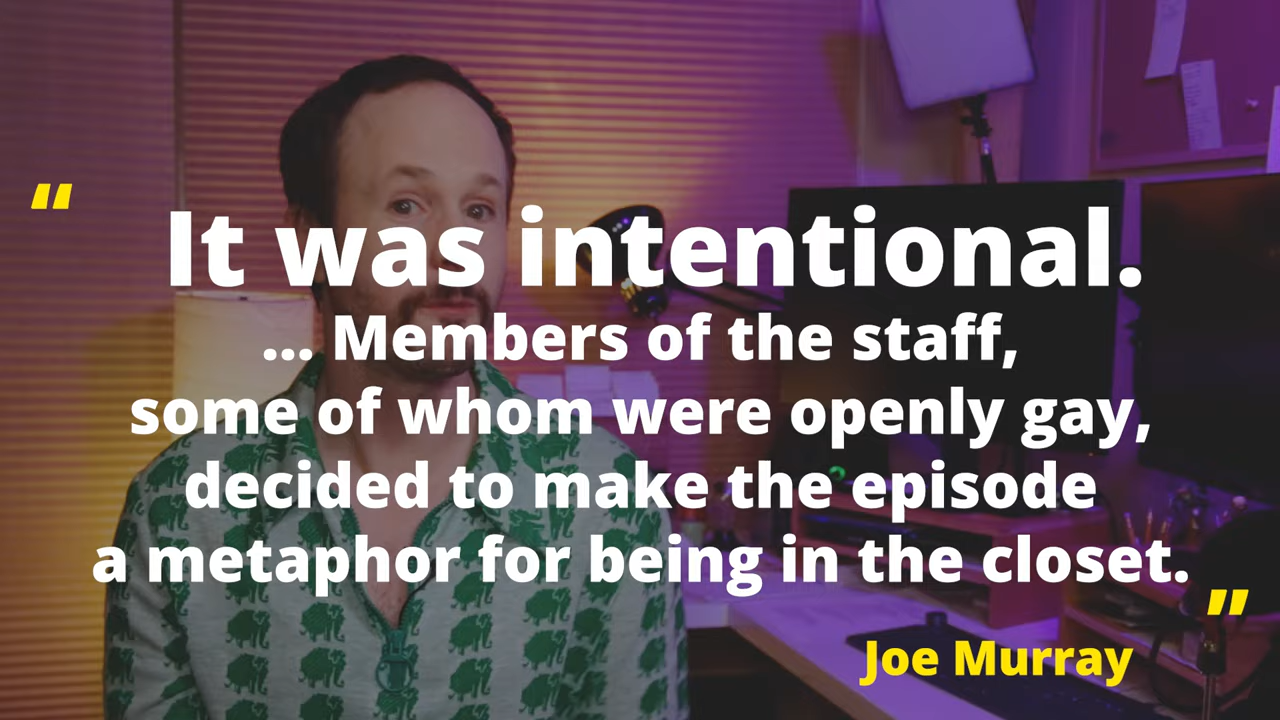 “
It was intentional.
... Members of the staff,
some of whom were openly gay,
decided to make the episode
a metaphor for being in the closet.
”
Joe Murray